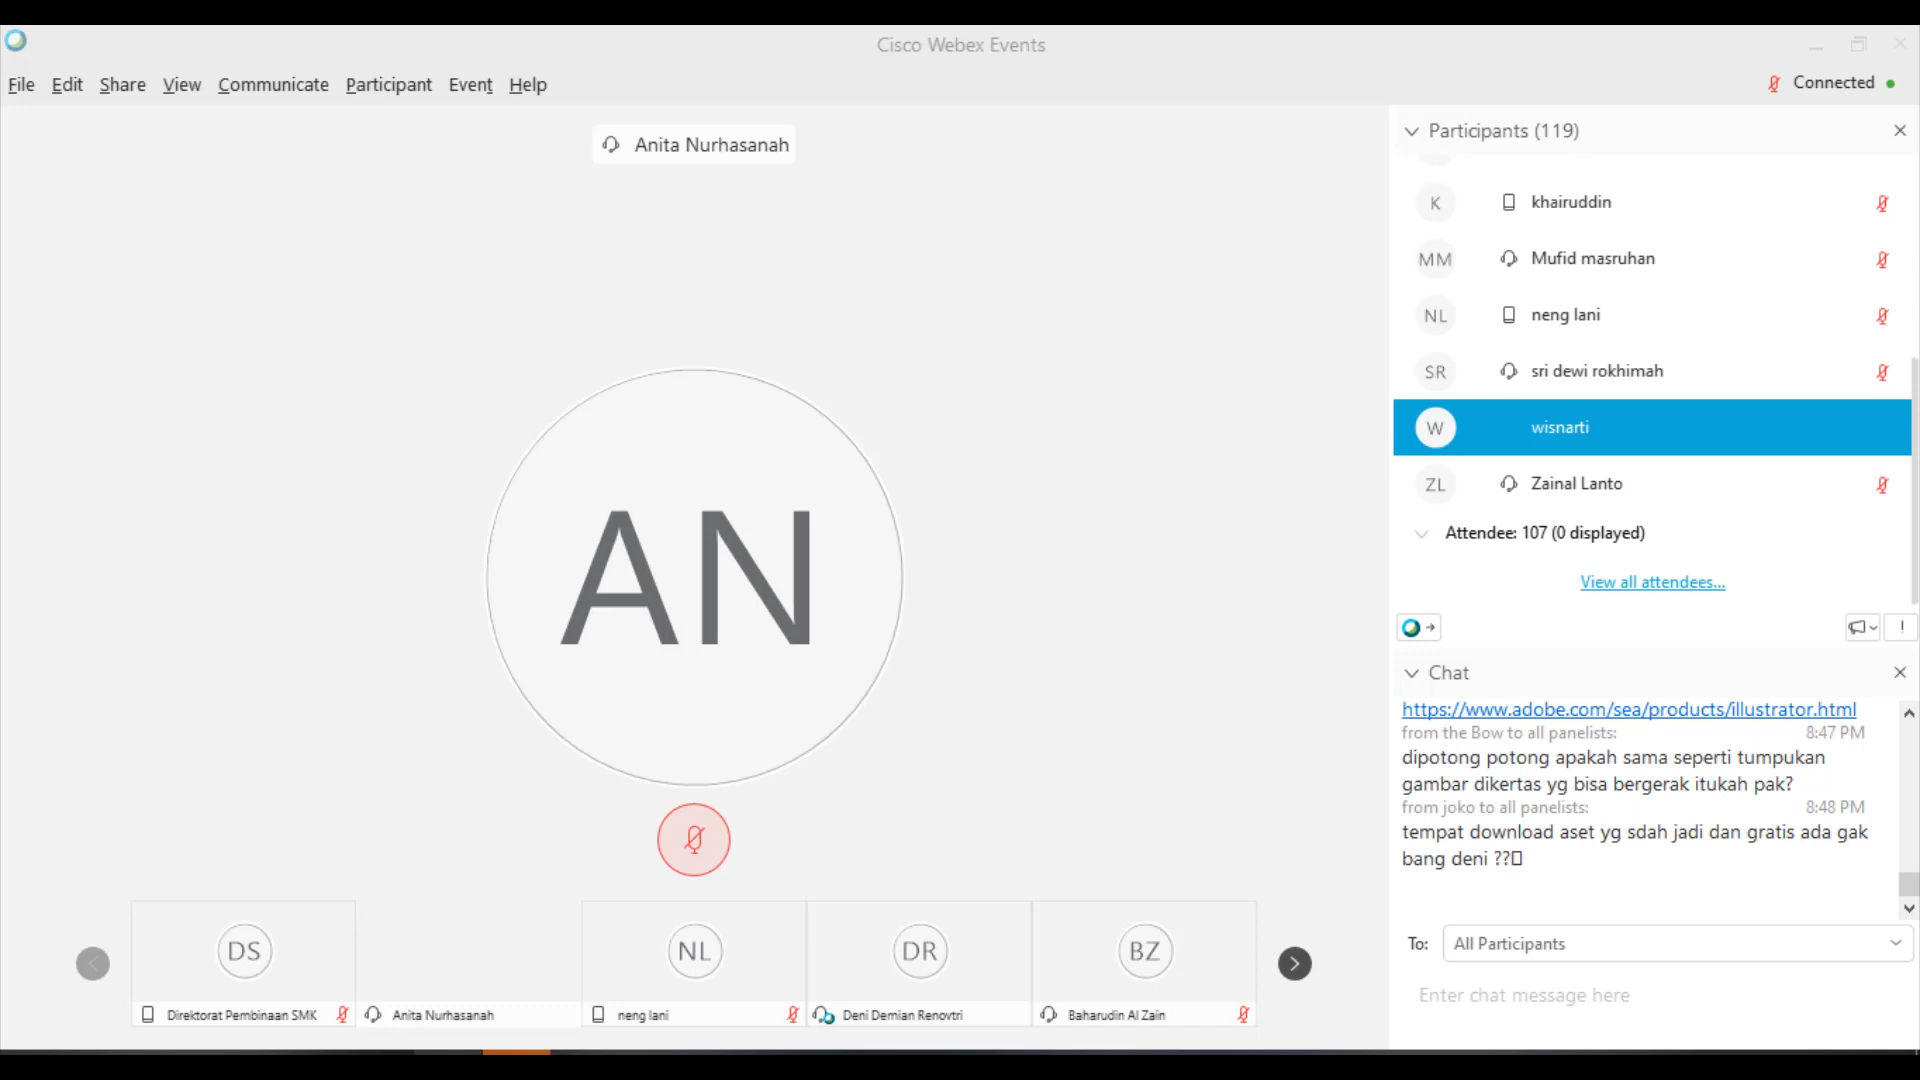 Cisco Webex Events
File Edit Share View Communicate Participant Event Help
Connected
Anita Nurhasanah
AN
DS
Direktorat Pembinaan SMK
Anita Nurhasanah
NL
neng lani
DR
Deni Demian Renovtri
BZ
Baharudin Al Zain
Participants (119)
K khairuddin
MM Mufid masruhan
NL neng lani
SR sri dewi rokhimah
W wisnarti
ZL Zainal Lanto
Attendee: 107 (0 displayed)
View all attendees...
Chat
https://www.adobe.com/sea/products/illustrator.html
from the Bow to all panelists: 8:47 PM
dipotong potong apakah sama seperti tumpukan
gambar dikertas yg bisa bergerak itukah pak?
from joko to all panelists: 8:48 PM
tempat download aset yg sdah jadi dan gratis ada gak
bang deni ??
To: All Participants
Enter chat message here